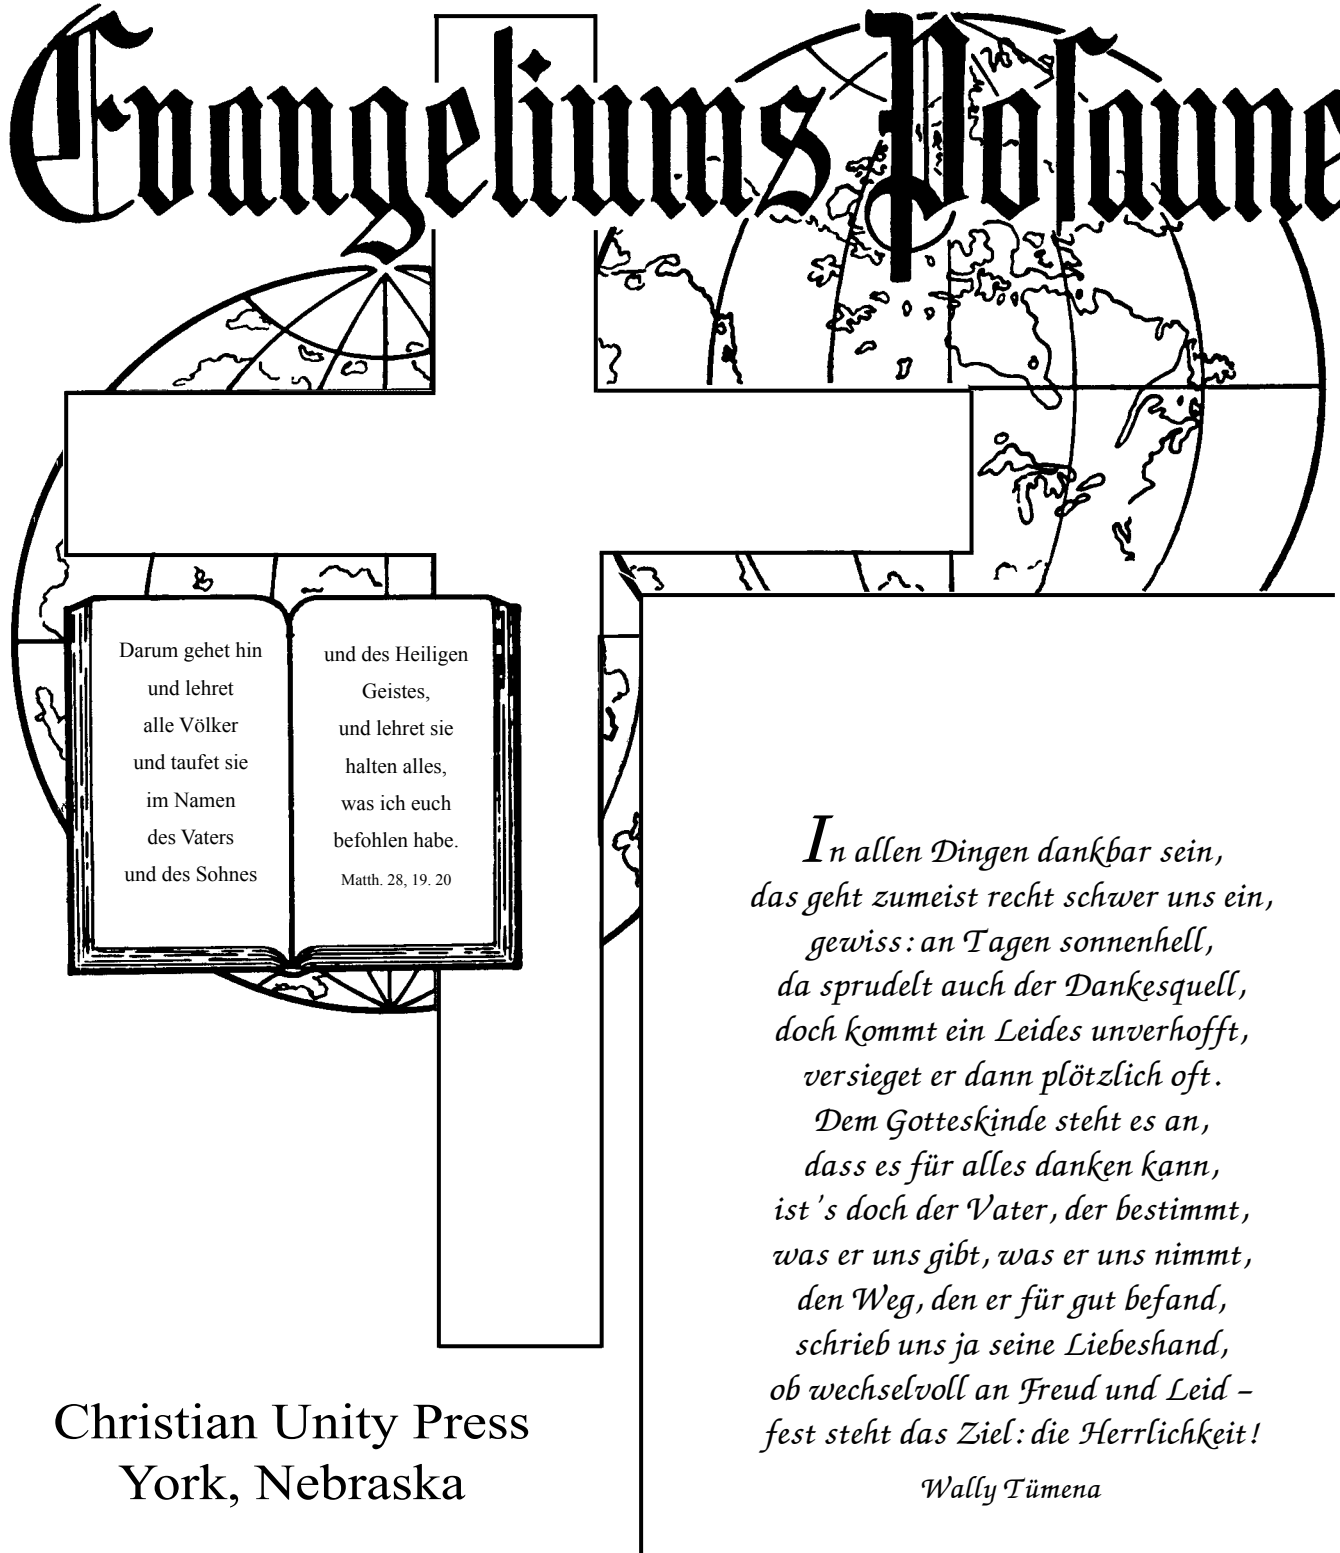 Evangeliums Posaune
Darum gehet hin
und lehret
alle Völker
und taufet sie
im Namen
des Vaters
und des Sohnes
und des Heiligen
Geistes,
und lehret sie
halten alles,
was ich euch
befohlen habe.
Matth. 28, 19. 20
In allen Dingen dankbar sein,
das geht zumeist recht schwer uns ein,
gewiss: an Tagen sonnenhell,
da sprudelt auch der Dankesquell,
doch kommt ein Leides unverhofft,
versieget er dann plötzlich oft.
Dem Gotteskinde steht es an,
dass es für alles danken kann,
ist's doch der Vater, der bestimmt,
was er uns gibt, was er uns nimmt,
den Weg, den er für gut befand,
schrieb uns ja seine Liebeshand,
ob wechselvoll an Freud und Leid –
fest steht das Ziel: die Herrlichkeit!
Wally Tümena
Christian Unity Press
York, Nebraska